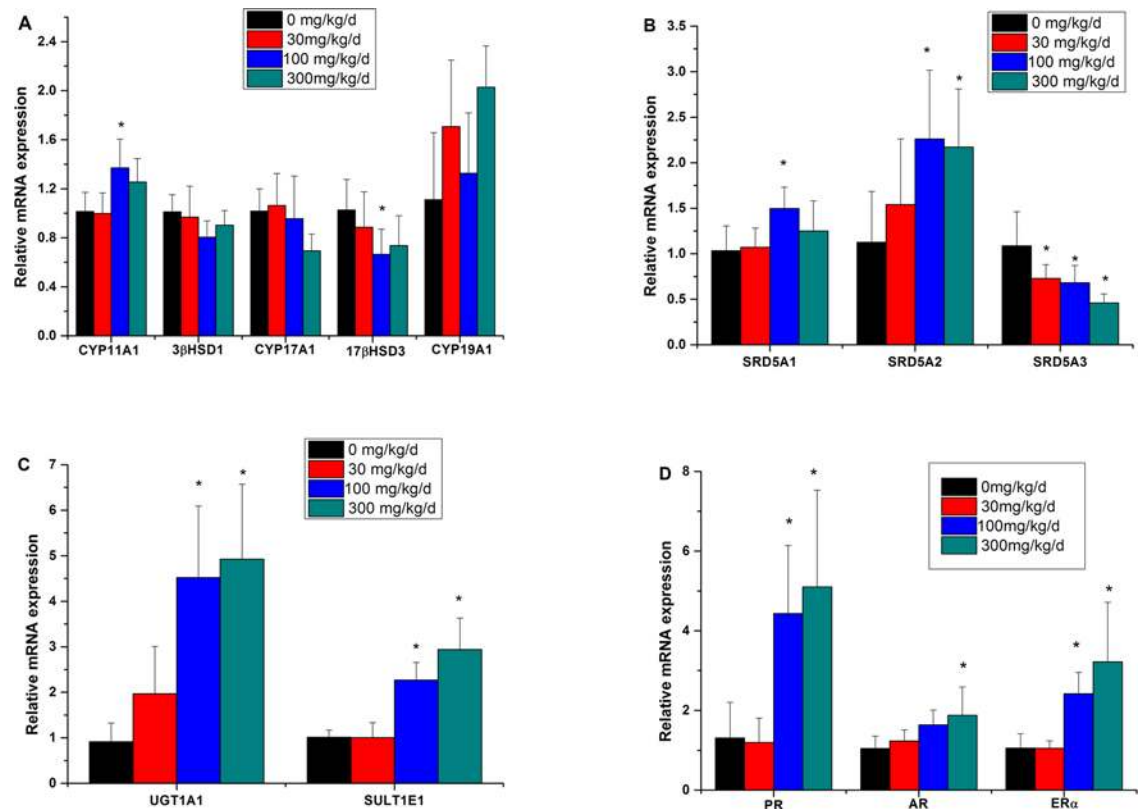 A
0 mg/kg/d
30mg/kg/d
100 mg/kg/d
300mg/kg/d
Relative mRNA expression
2.4
2.0
1.6
1.2
0.8
0.4
0.0
*
*
CYP11A1
3βHSD1
CYP17A1
17βHSD3
CYP19A1
B
0 mg/kg/d
30 mg/kg/d
100 mg/kg/d
300 mg/kg/d
Relative mRNA expression
3.5
3.0
2.5
2.0
1.5
1.0
0.5
0.0
*
*
*
*
*
*
SRD5A1
SRD5A2
SRD5A3
C
0 mg/kg/d
30 mg/kg/d
100 mg/kg/d
300 mg/kg/d
Relative mRNA expression
7
6
5
4
3
2
1
0
*
*
*
*
UGT1A1
SULT1E1
D
0mg/kg/d
30mg/kg/d
100mg/kg/d
300mg/kg/d
Relative mRNA expression
8
6
4
2
0
*
*
*
*
*
PR
AR
ERα